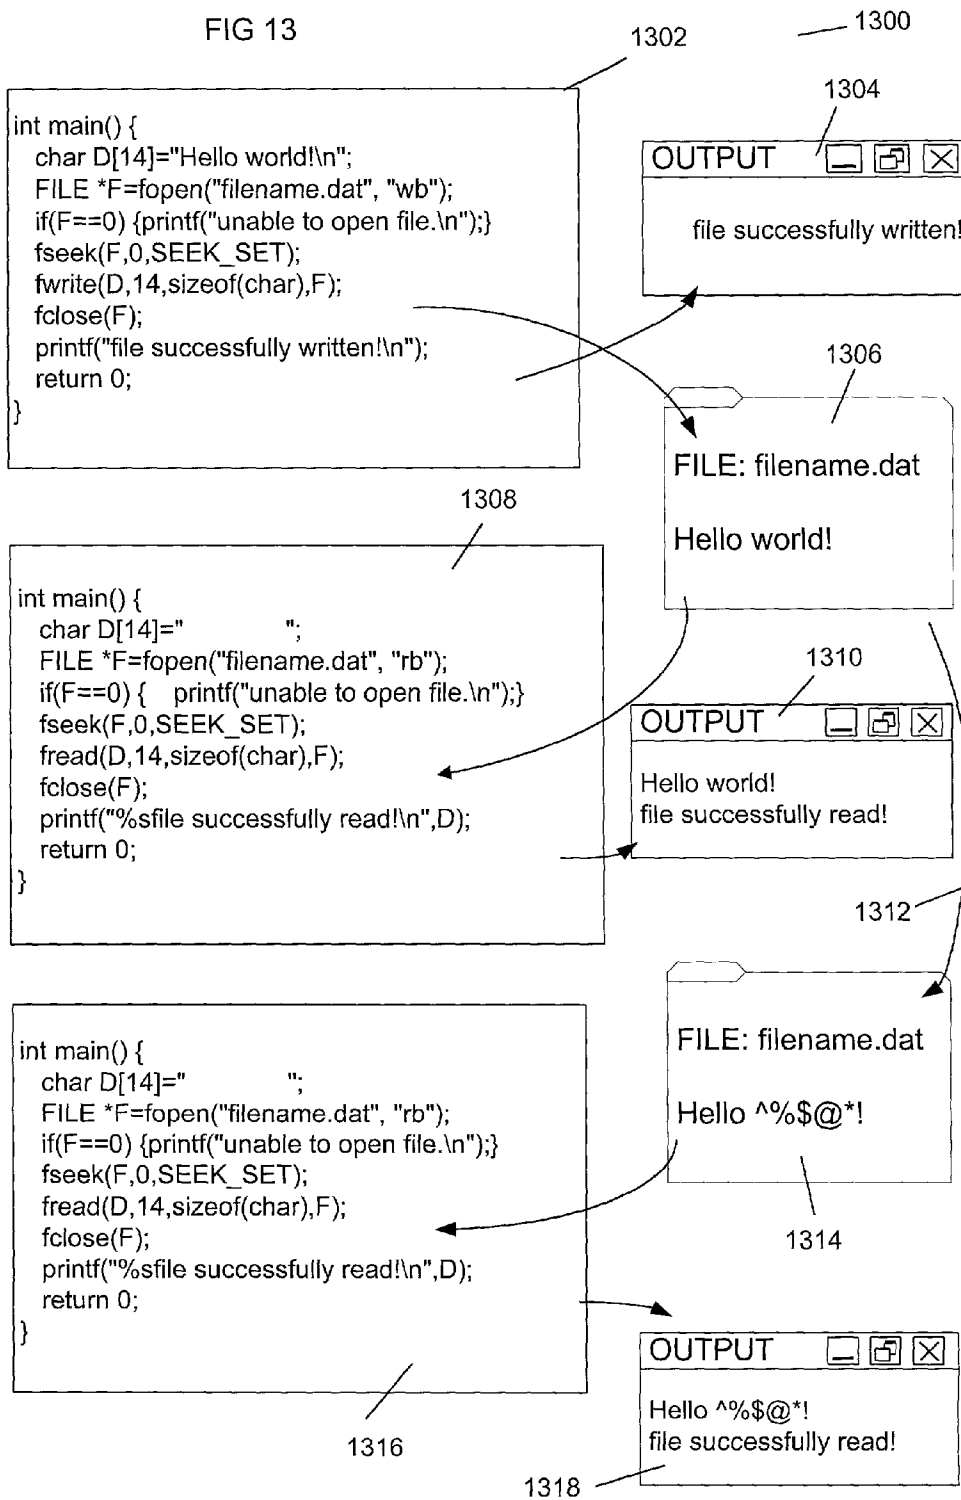 FIG 13
1300
1302
int main() {
char D[14]="Hello world!\n";
FILE *F=fopen("filename.dat", "wb");
if(F==0) {printf("unable to open file.\n");}
fseek(F,0,SEEK_SET);
fwrite(D,14,sizeof(char),F);
fclose(F);
printf("file successfully written!\n");
return 0;
}
1304
OUTPUT
file successfully written!
1306
FILE: filename.dat
Hello world!
1308
int main() {
char D[14]="             ";
FILE *F=fopen("filename.dat", "rb");
if(F==0) {    printf("unable to open file.\n");}
fseek(F,0,SEEK_SET);
fread(D,14,sizeof(char),F);
fclose(F);
printf("%sfile successfully read!\n",D);
return 0;
}
1310
OUTPUT
Hello world!
file successfully read!
1312
FILE: filename.dat
Hello ^%$@*!
1314
int main() {
char D[14]="             ";
FILE *F=fopen("filename.dat", "rb");
if(F==0) {printf("unable to open file.\n");}
fseek(F,0,SEEK_SET);
fread(D,14,sizeof(char),F);
fclose(F);
printf("%sfile successfully read!\n",D);
return 0;
}
1316
OUTPUT
Hello ^%$@*!
file successfully read!
1318